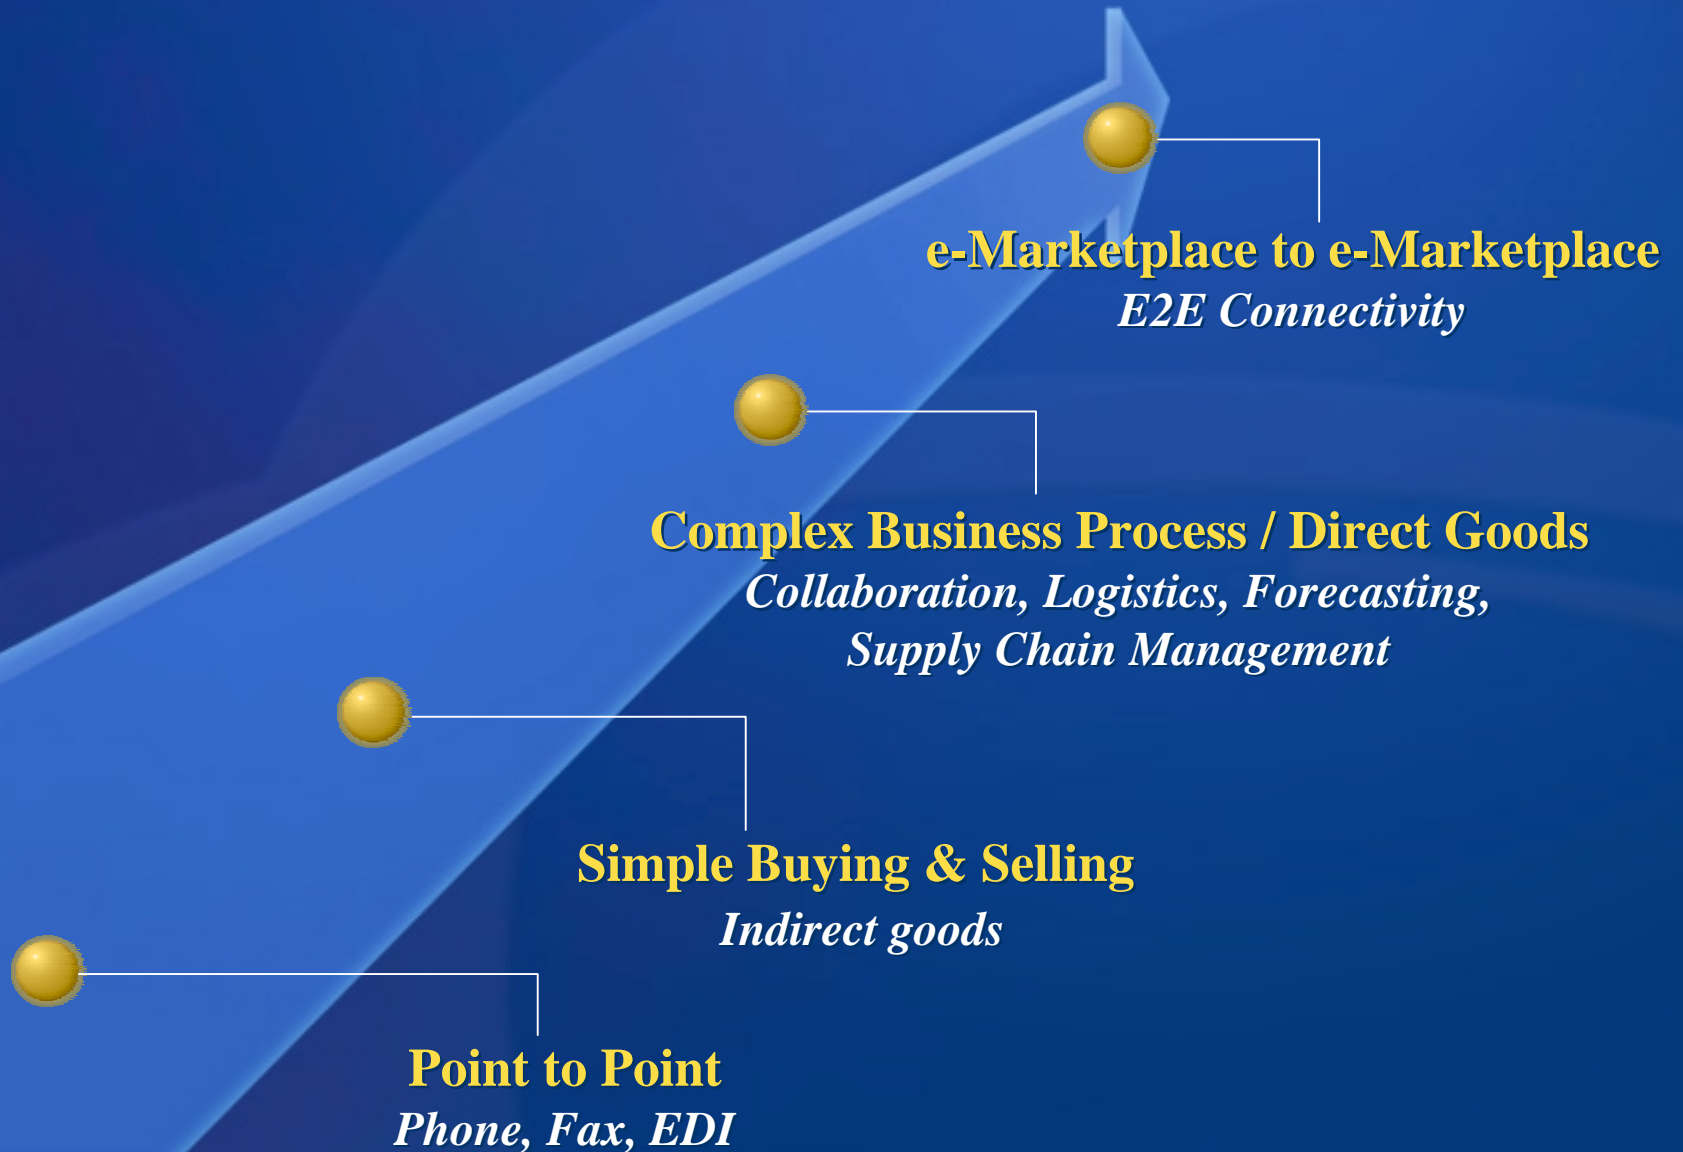 e-Marketplace to e-Marketplace
E2E Connectivity
Complex Business Process / Direct Goods
Collaboration, Logistics, Forecasting,
Supply Chain Management
Simple Buying & Selling
Indirect goods
Point to Point
Phone, Fax, EDI